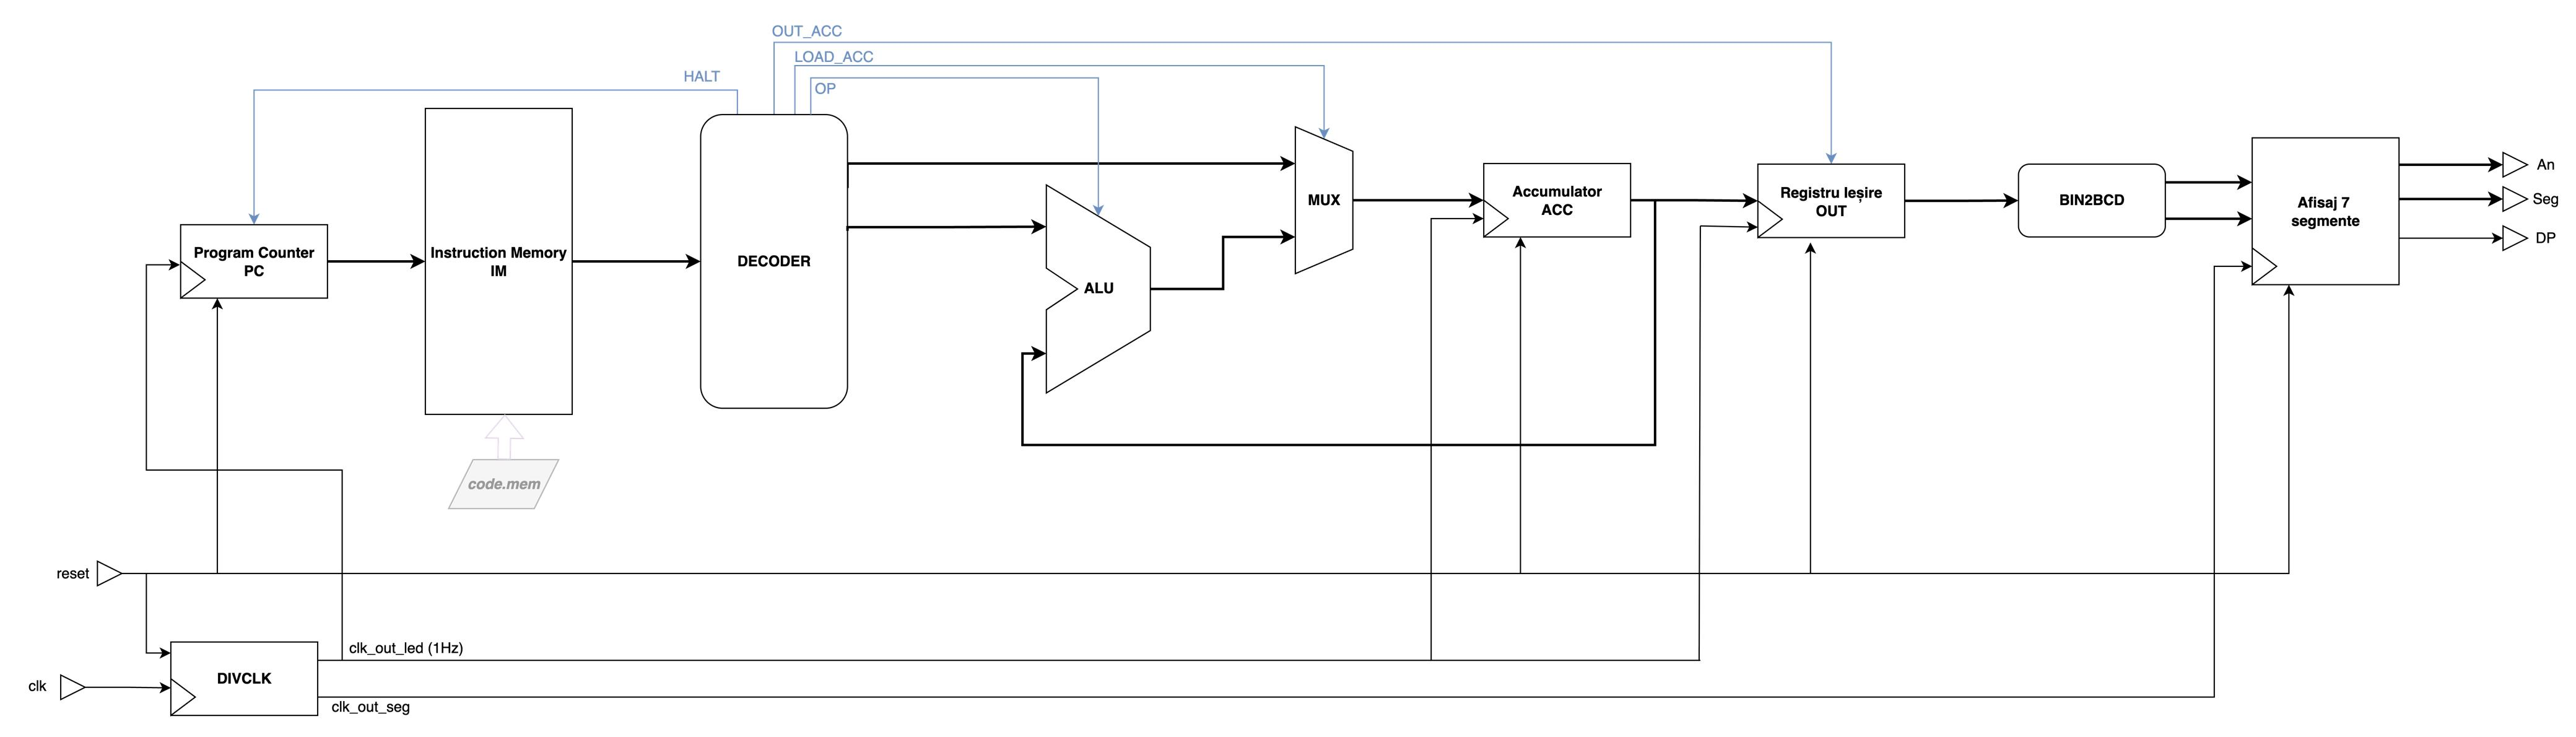 OUT_ACC
LOAD_ACC
HALT
OP
Program Counter
PC
Instruction Memory
IM
DECODER
ALU
MUX
Accumulator
ACC
Registru Ieșire
OUT
BIN2BCD
Afisaj 7
segmente
An
Seg
DP
code.mem
reset
clk
DIVCLK
clk_out_led (1Hz)
clk_out_seg